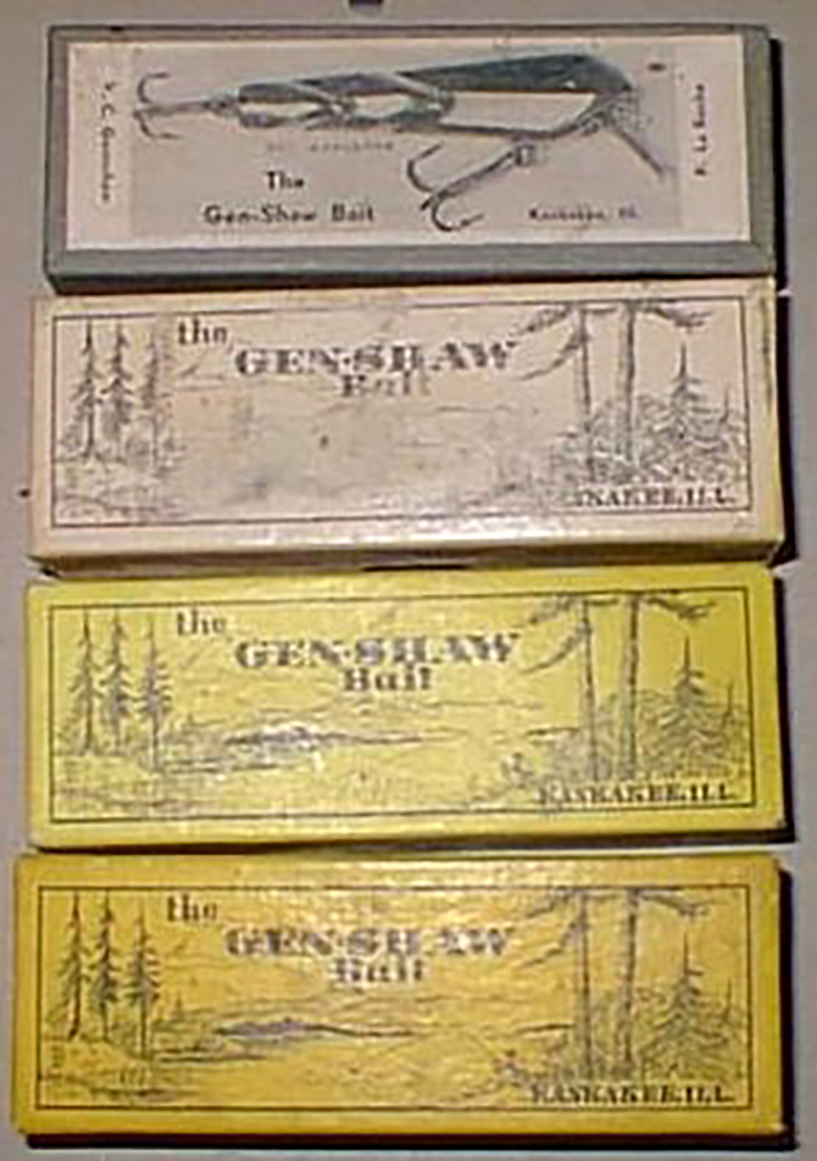 The
Gen-Shaw Bait
Kankakee, Ill.
the
GEN-SHAW
Bait
NKAKEE, ILL.
the
GEN-SHAW
Bait
KANKAKEE, ILL.
the
GEN-SHAW
Bait
KANKAKEE, ILL.